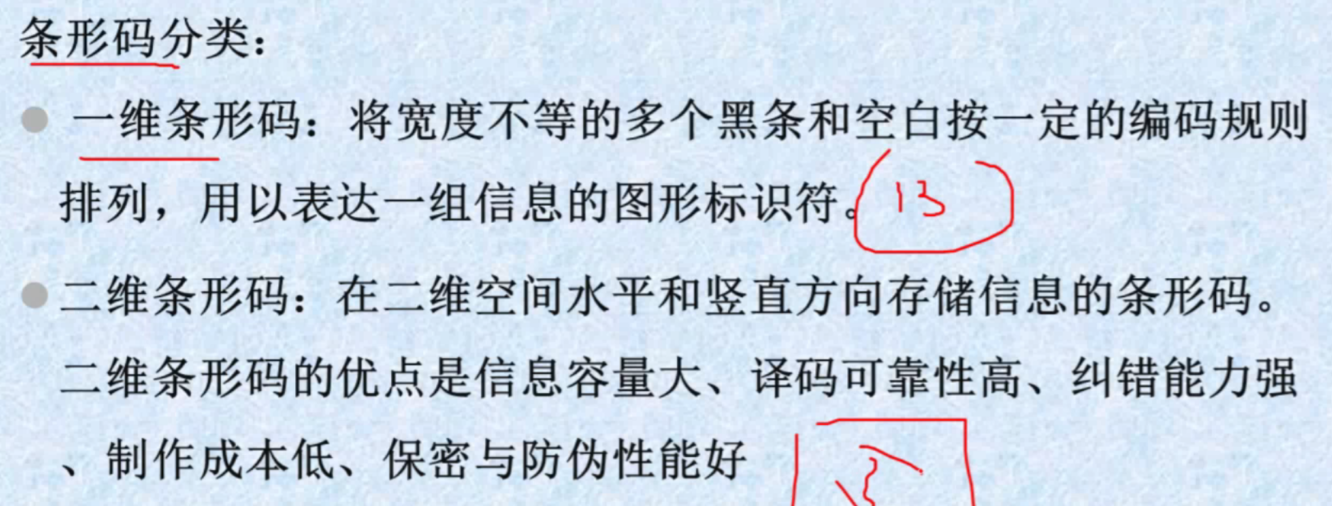 条形码分类：
一维条形码：将宽度不等的多个黑条和空白按一定的编码规则
排列，用以表达一组信息的图形标识符。13
二维条形码：在二维空间水平和竖直方向存储信息的条形码。
二维条形码的优点是信息容量大、译码可靠性高、纠错能力强
、制作成本低、保密与防伪性能好